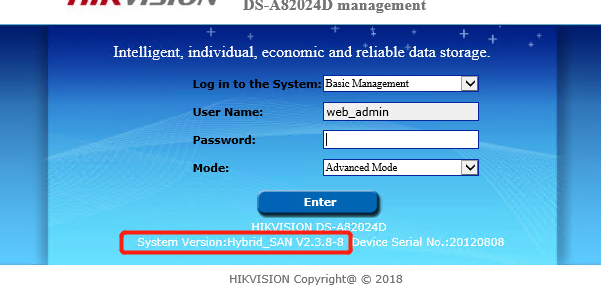 HIKVISION DS-A82024D management
Intelligent, individual, economic and reliable data storage.
Log in to the System: Basic Management
User Name: web_admin
Password:
Mode: Advanced Mode
Enter
HIKVISION DS-A82024D
System Version:Hybrid_SAN V2.3.8-8 Device Serial No.:20120808
HIKVISION Copyright@ © 2018